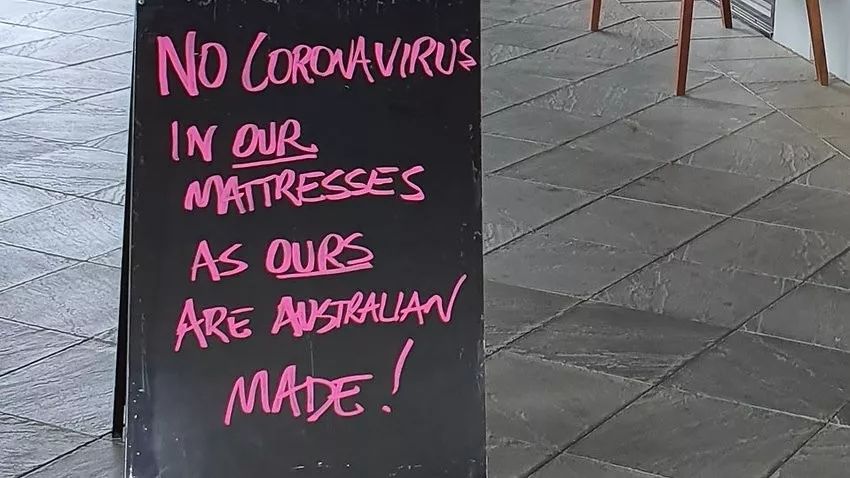 NO CORONAVIRUS
IN OUR
MATTRESSES
AS OURS
ARE AUSTRALIAN
MADE!